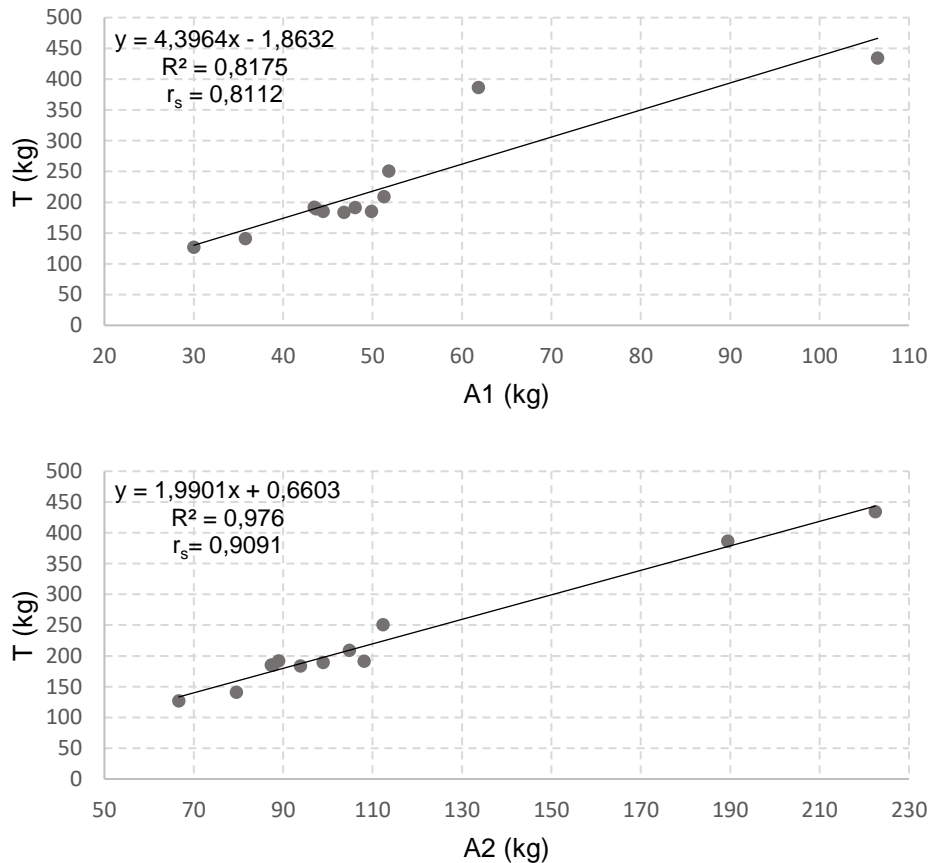 500
450
400
350
300
250
200
150
100
50
0
T (kg)
y = 4,3964x - 1,8632
R² = 0,8175
rₛ = 0,8112
20 30 40 50 60 70 80 90 100 110
A1 (kg)
500
450
400
350
300
250
200
150
100
50
0
T (kg)
y = 1,9901x + 0,6603
R² = 0,976
rₛ= 0,9091
50 70 90 110 130 150 170 190 210 230
A2 (kg)